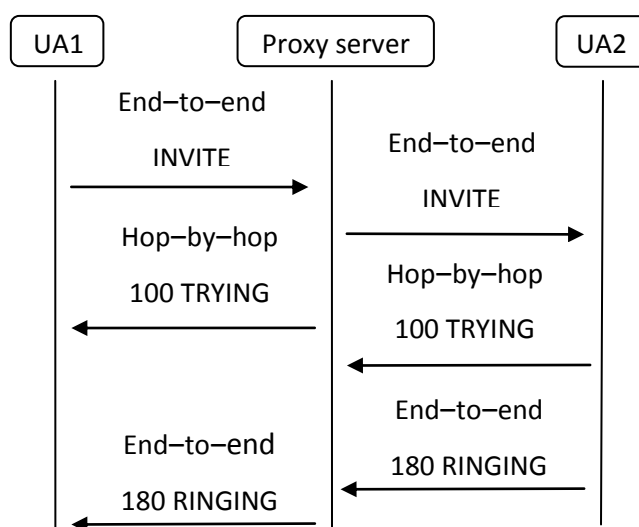 UA1
Proxy server
UA2
End–to–end
INVITE
End–to–end
INVITE
Hop–by–hop
100 TRYING
Hop–by–hop
100 TRYING
End–to–end
180 RINGING
End–to–end
180 RINGING